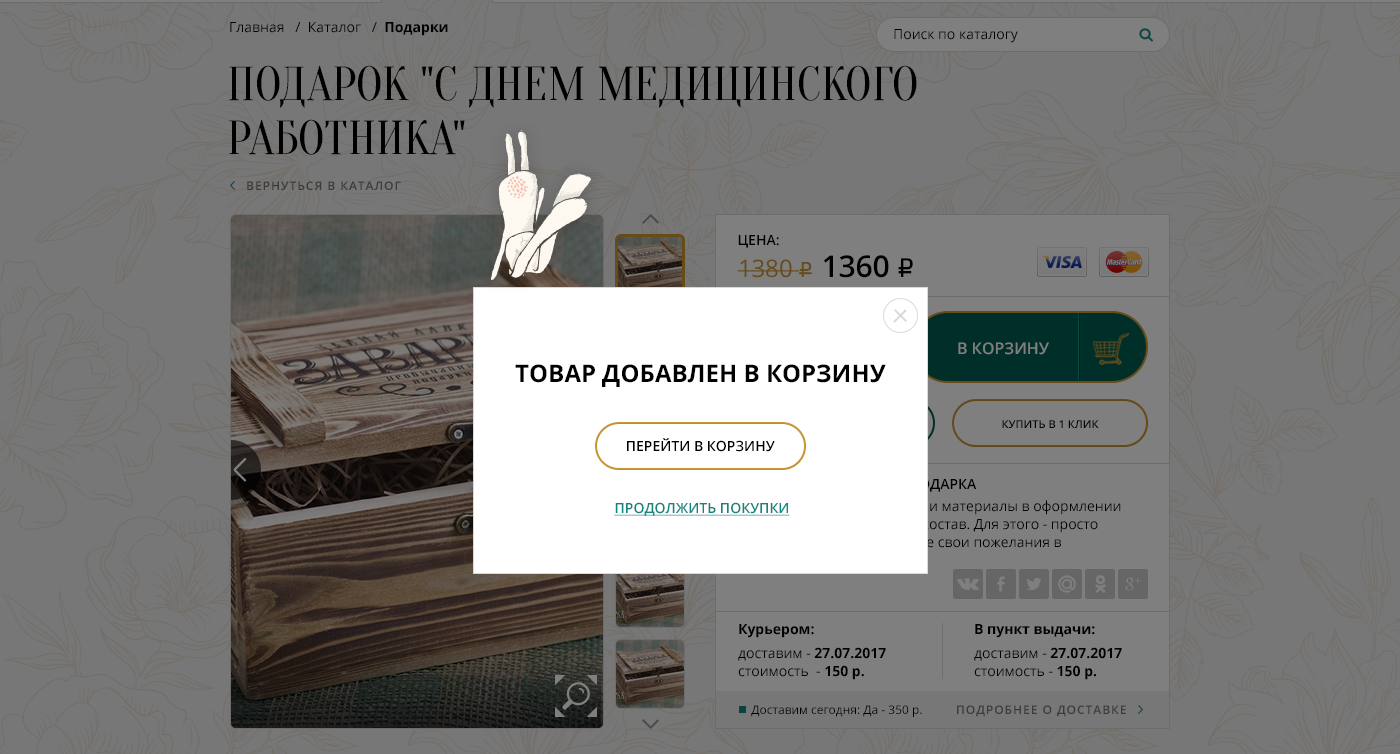 Главная / Каталог / Подарки
Поиск по каталогу
ПОДАРОК "С ДНЕМ МЕДИЦИНСКОГО
РАБОТНИКА"
ВЕРНУТЬСЯ В КАТАЛОГ
ЦЕНА:
1380 ₽ 1360 ₽
VISA
MasterCard
В КОРЗИНУ
КУПИТЬ В 1 КЛИК
ТОВАР ДОБАВЛЕН В КОРЗИНУ
ПЕРЕЙТИ В КОРЗИНУ
ПРОДОЛЖИТЬ ПОКУПКИ
ОДАРКА
и материалы в оформлении
остав. Для этого - просто
е свои пожелания в
Курьером:
доставим - 27.07.2017
стоимость - 150 р.
В пункт выдачи:
доставим - 27.07.2017
стоимость - 150 р.
Доставим сегодня: Да - 350 р.
ПОДРОБНЕЕ О ДОСТАВКЕ